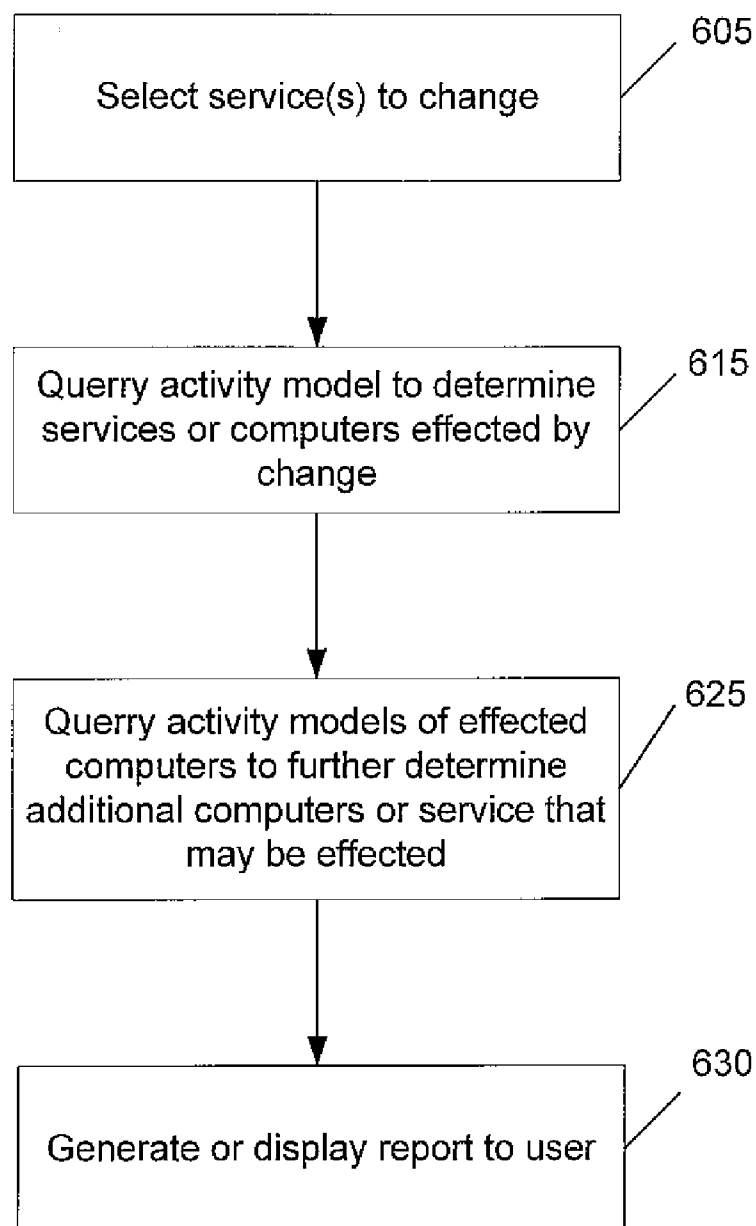 605
Select service(s) to change
615
Querry activity model to determine
services or computers effected by
change
625
Querry activity models of effected
computers to further determine
additional computers or service that
may be effected
630
Generate or display report to user